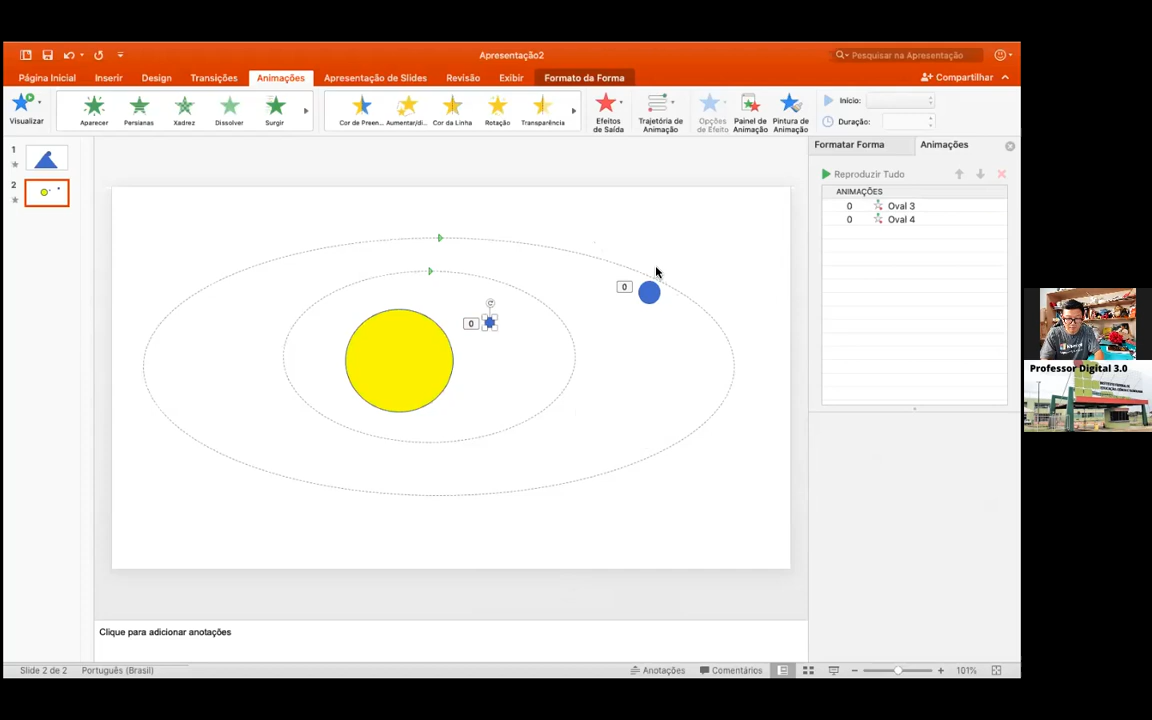 Apresentação2
Pesquisar na Apresentação
Página Inicial
Inserir
Design
Transições
Animações
Apresentação de Slides
Revisão
Exibir
Formato da Forma
Compartilhar
Visualizar
Aparecer
Persianas
Xadrez
Dissolver
Surgir
Cor de Preen...
Aumentar/di...
Cor da Linha
Rotação
Transparência
Efeitos de Saída
Trajetória de Animação
Opções de Efeito
Painel de Animação
Pintura de Animação
Início:
Duração:
1
2
Formatar Forma
Animações
Reproduzir Tudo
ANIMAÇÕES
0 Oval 3
0 Oval 4
0
0
Professor Digital 3.0
Clique para adicionar anotações
Slide 2 de 2
Português (Brasil)
Anotações
Comentários
101%